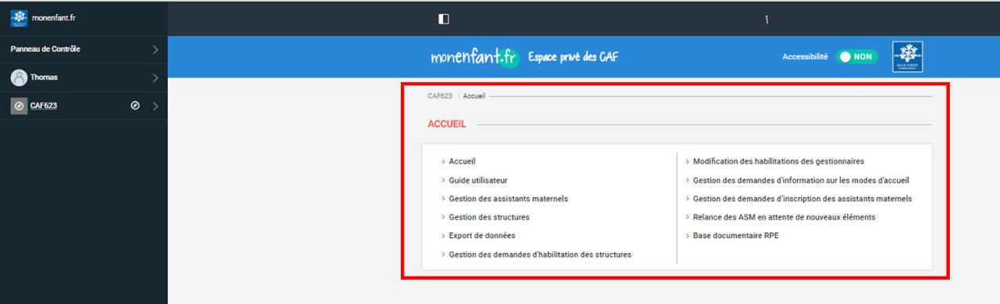 monenfant.fr
Panneau de Contrôle
Thomas
CAF623
monenfant.fr Espace privé des CAF
Accessibilité NON
ALLOCATIONS
FAMILIALES
CAF623 Accueil
ACCUEIL
Accueil
Guide utilisateur
Gestion des assistants maternels
Gestion des structures
Export de données
Gestion des demandes d'habilitation des structures
Modification des habilitations des gestionnaires
Gestion des demandes d'information sur les modes d'accueil
Gestion des demandes d'inscription des assistants maternels
Relance des ASM en attente de nouveaux éléments
Base documentaire RPE